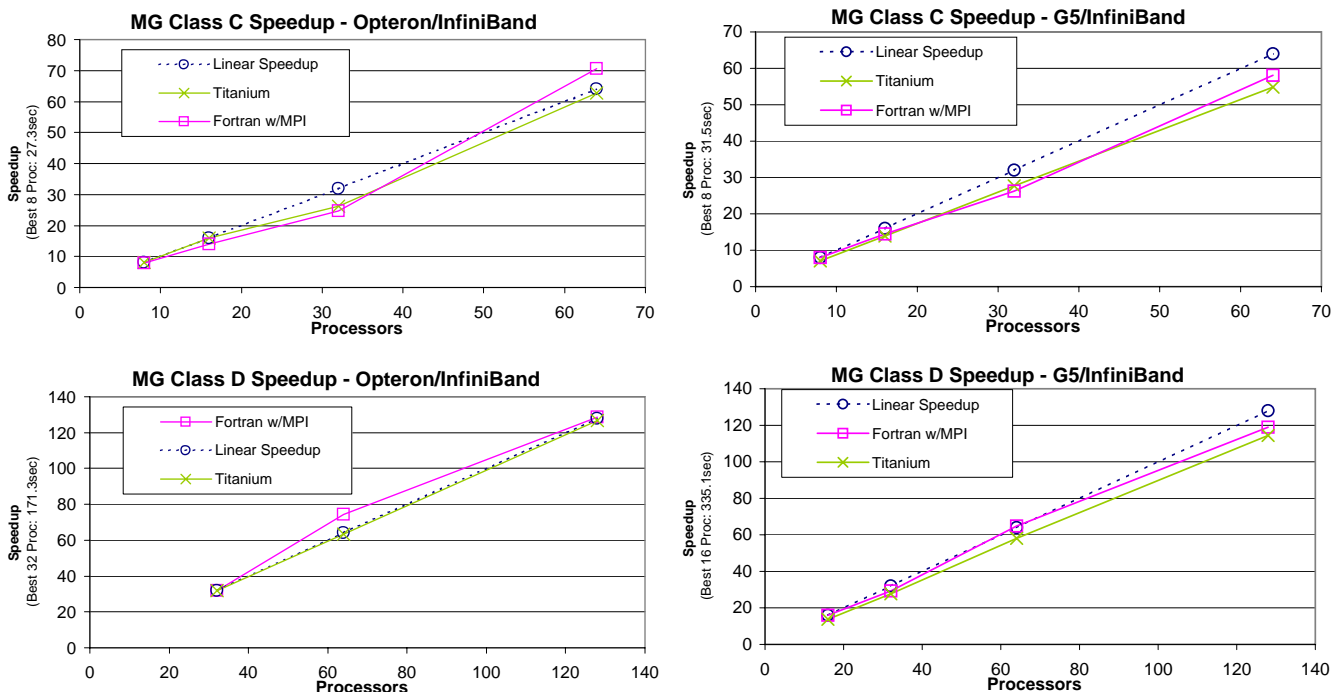 MG Class C Speedup - Opteron/InfiniBand
80
70
60
50
40
30
20
10
0
Speedup
(Best 8 Proc: 27.3sec)
Linear Speedup
Titanium
Fortran w/MPI
0 10 20 30 40 50 60 70
Processors
MG Class C Speedup - G5/InfiniBand
70
60
50
40
30
20
10
0
Speedup
(Best 8 Proc: 31.5sec)
Linear Speedup
Titanium
Fortran w/MPI
0 10 20 30 40 50 60 70
Processors
MG Class D Speedup - Opteron/InfiniBand
140
120
100
80
60
40
20
0
Speedup
(Best 32 Proc: 171.3sec)
Fortran w/MPI
Linear Speedup
Titanium
0 20 40 60 80 100 120 140
Processors
MG Class D Speedup - G5/InfiniBand
140
120
100
80
60
40
20
0
Speedup
(Best 16 Proc: 335.1sec)
Linear Speedup
Fortran w/MPI
Titanium
0 20 40 60 80 100 120 140
Processors